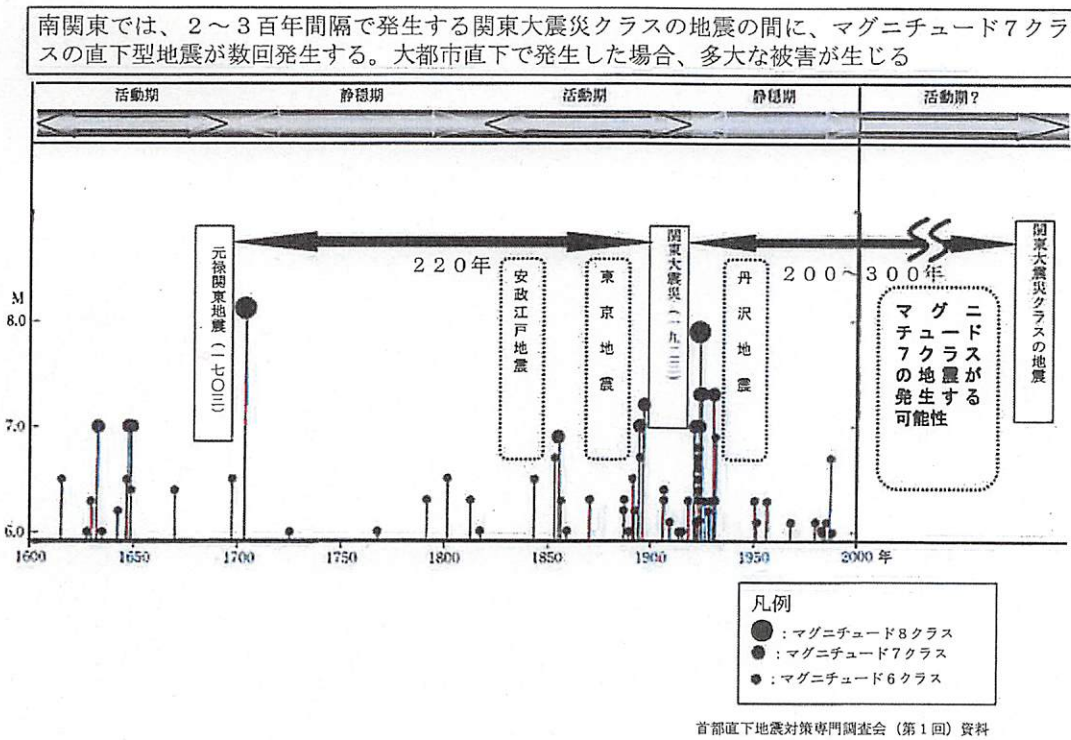 南関東では、２～３百年間隔で発生する関東大震災クラスの地震の間に、マグニチュード７クラ
スの直下型地震が数回発生する。大都市直下で発生した場合、多大な被害が生じる
活動期
静穏期
活動期
静穏期
活動期？
元禄関東地震（一七〇三）
２２０年
安政江戸地震
東京地震
関東大震災（一九二三）
丹沢地震
２００～３００年
マグニ
チュード
７クラス
の地震が
発生する
可能性
関東大震災クラスの地震
M
8.0
7.0
6.0
1600
1650
1700
1750
1800
1850
1900
1950
2000 年
凡例
：マグニチュード８クラス
：マグニチュード７クラス
：マグニチュード６クラス
首都直下地震対策専門調査会（第１回）資料